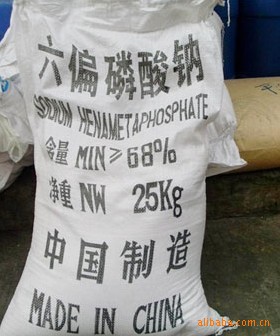 六偏磷酸钠
SODIUM HENAMETAPHOSPHATE
含量 MIN≥68%
净重 NW 25Kg
中国制造
MADE IN CHINA
alibaba.com.cn